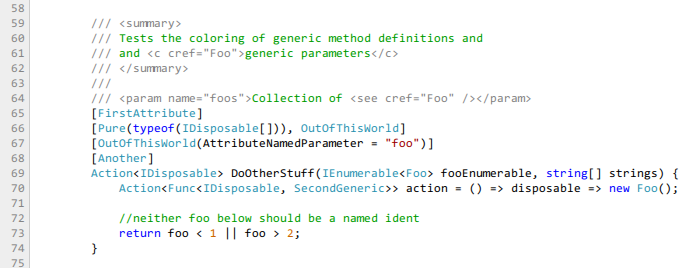 58
59 /// <summary>
60 /// Tests the coloring of generic method definitions and
61 /// and <c cref="Foo">generic parameters</c>
62 /// </summary>
63 ///
64 /// <param name="foos">Collection of <see cref="Foo" /></param>
65 [FirstAttribute]
66 [Pure(typeof(IDisposable[])), OutOfThisWorld]
67 [OutOfThisWorld(AttributeNamedParameter = "foo")]
68 [Another]
69 Action<IDisposable> DoOtherStuff(IEnumerable<Foo> fooEnumerable, string[] strings) {
70 Action<Func<IDisposable, SecondGeneric>> action = () => disposable => new Foo();
71
72 //neither foo below should be a named ident
73 return foo < 1 || foo > 2;
74 }
75